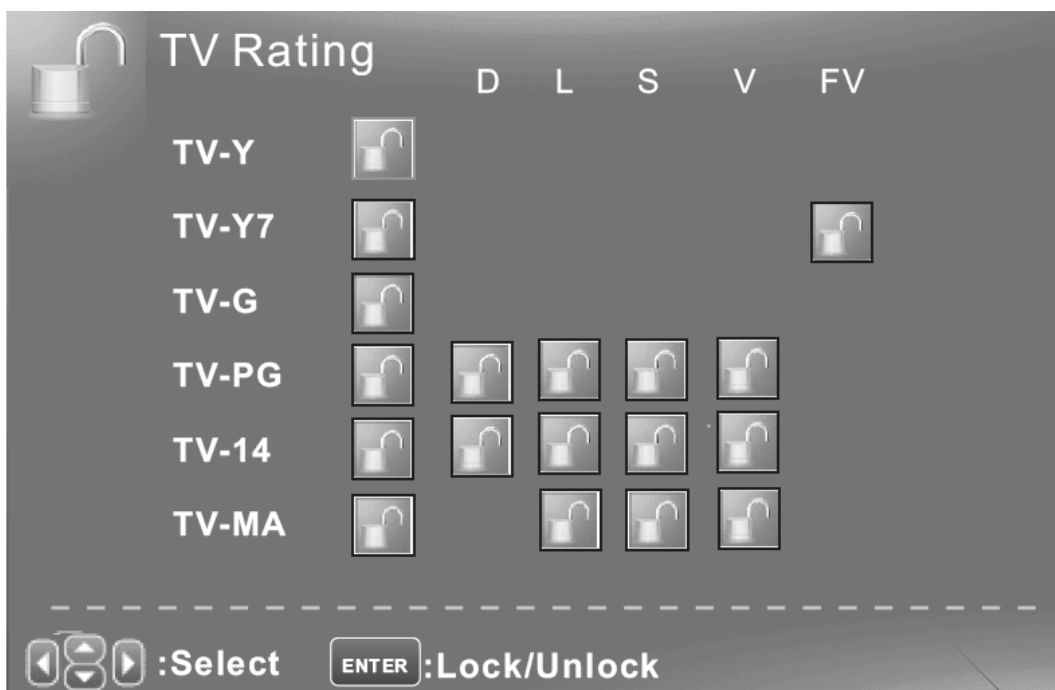 TV Rating
D L S V FV
TV-Y
TV-Y7
TV-G
TV-PG
TV-14
TV-MA
:Select ENTER :Lock/Unlock